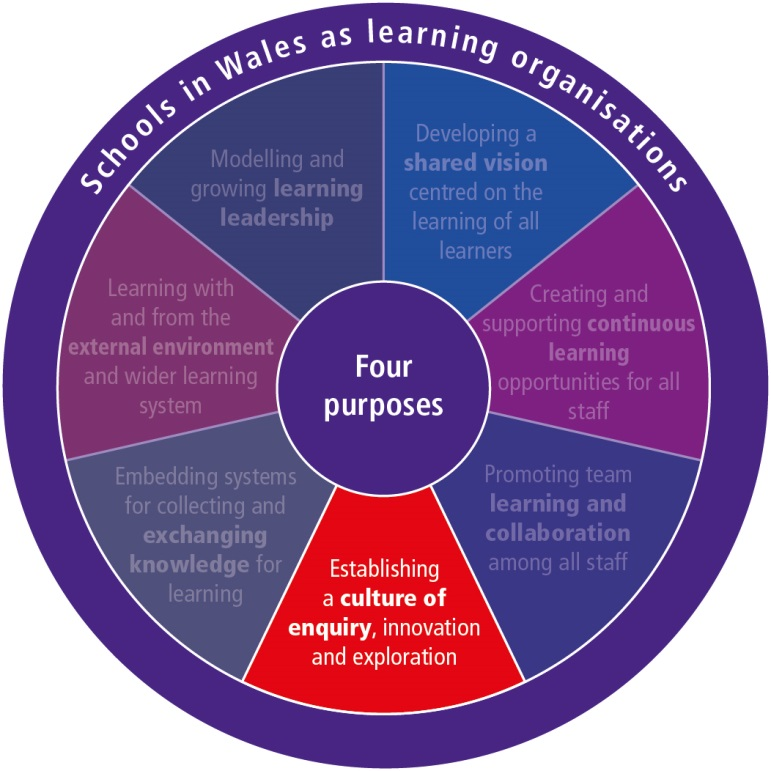 Schools in Wales as learning organisations
Developing a
shared vision
centred on the
learning of all
learners
Creating and
supporting continuous
learning
opportunities for all
staff
Promoting team
learning and
collaboration
among all staff
Establishing
a culture of
enquiry, innovation
and exploration
Embedding systems
for collecting and
exchanging
knowledge for
learning
Learning with
and from the
external environment
and wider learning
system
Modelling and
growing learning
leadership
Four
purposes